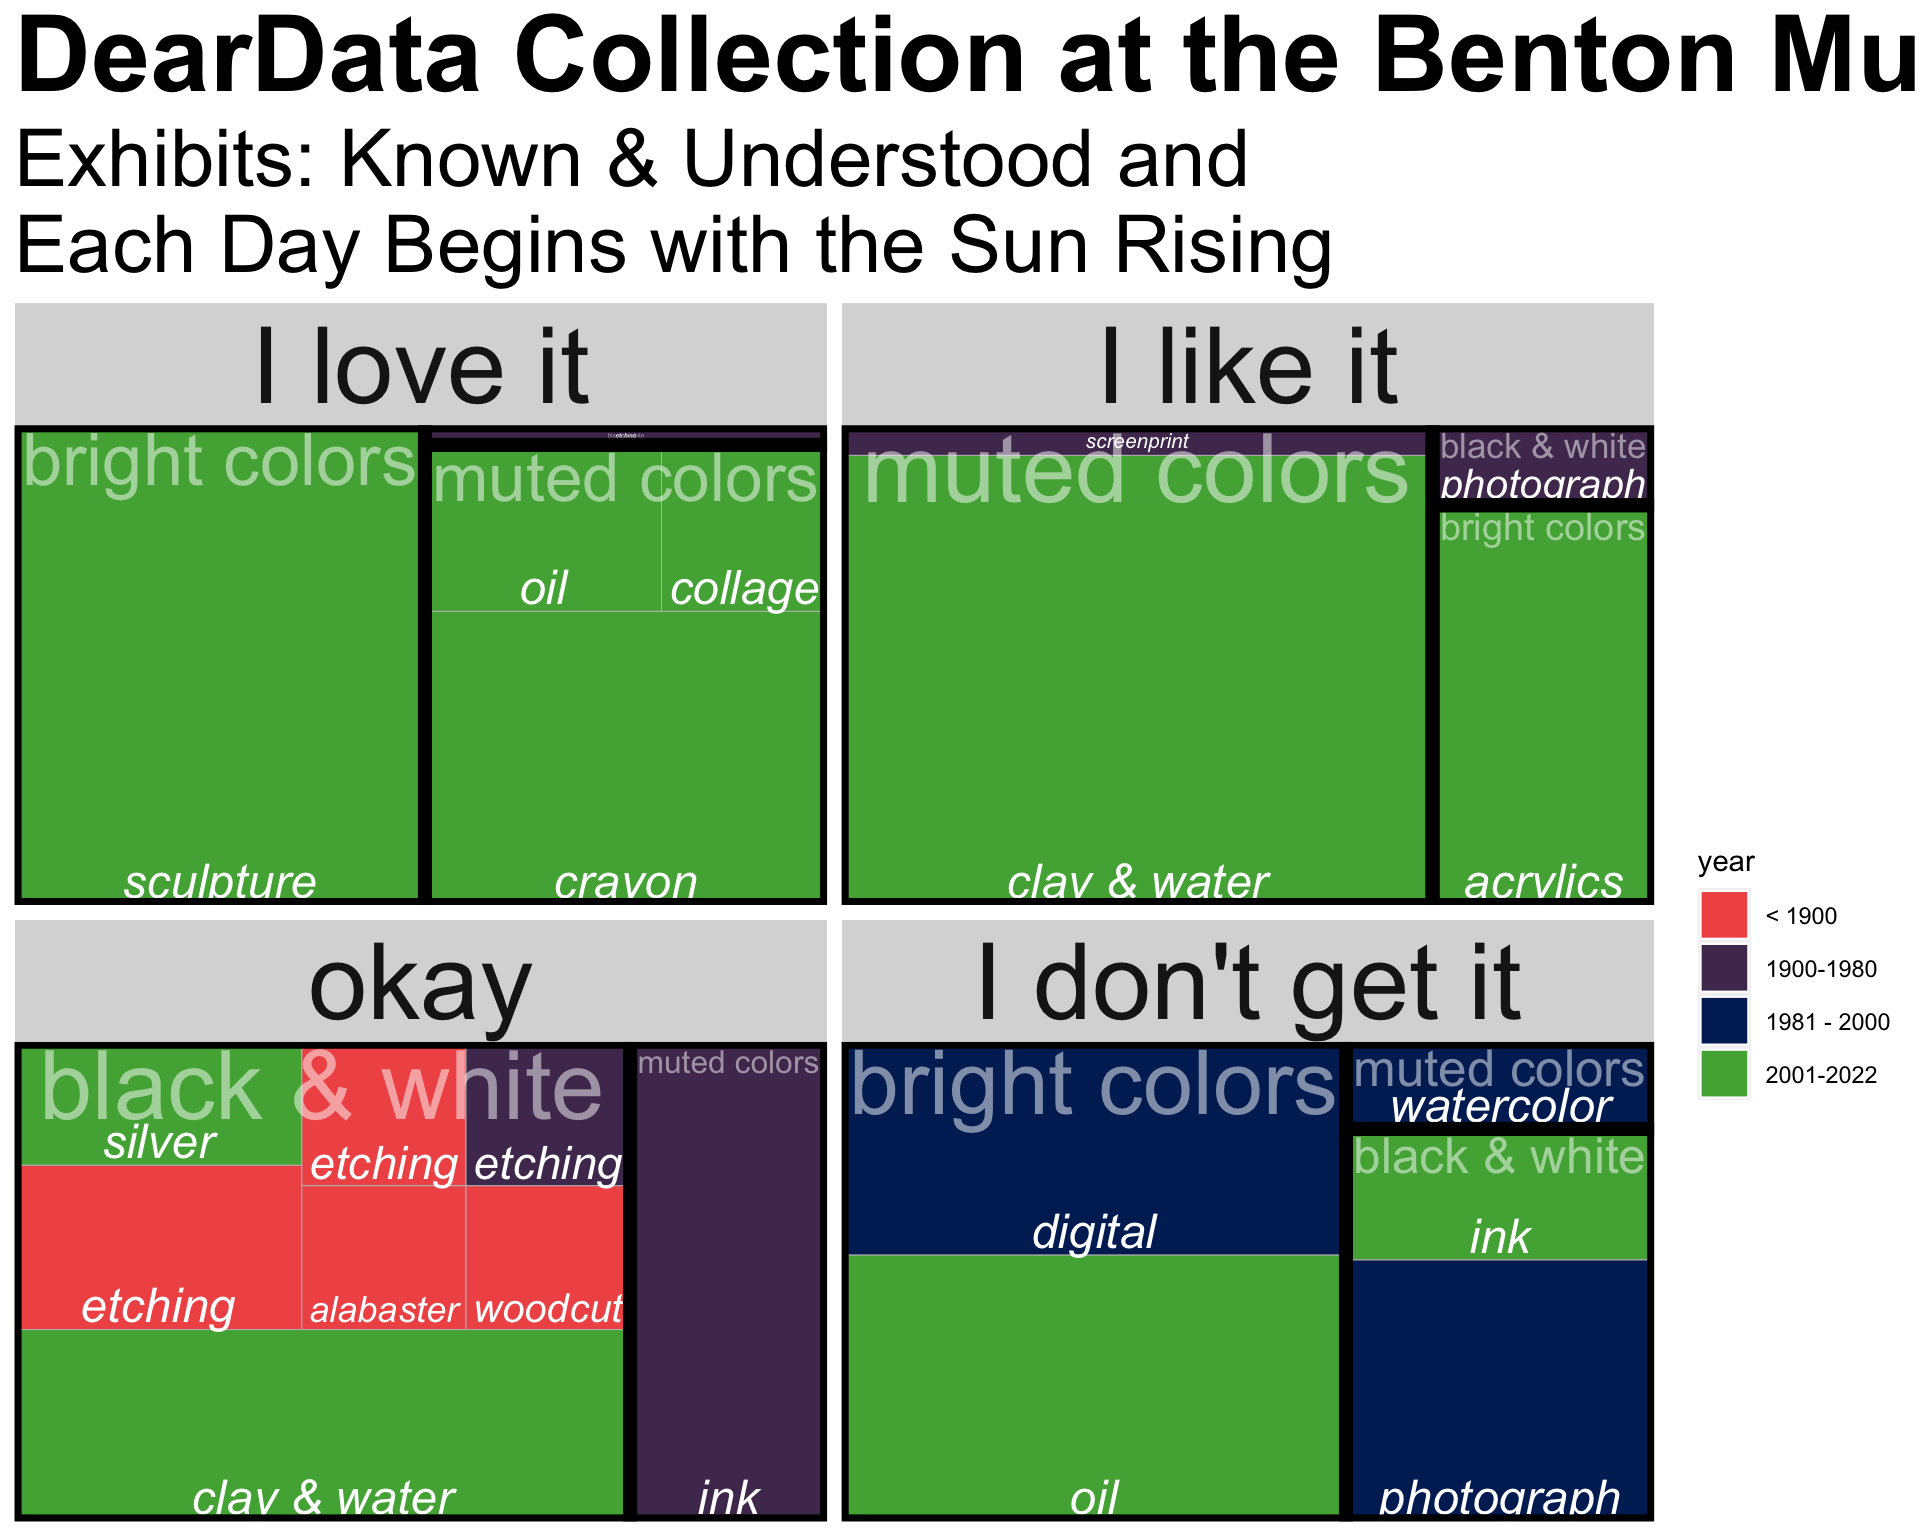 DearData Collection at the Benton Mu
Exhibits: Known & Understood and
Each Day Begins with the Sun Rising
I love it
bright colors
sculpture
etching
muted colors
oil
collage
crayon
I like it
screenprint
muted colors
clay & water
black & white
photograph
bright colors
acrylics
okay
black & white
silver
etching
etching
etching
alabaster
woodcut
clay & water
muted colors
ink
I don't get it
bright colors
digital
oil
muted colors
watercolor
black & white
ink
photograph
year
< 1900
1900-1980
1981 - 2000
2001-2022